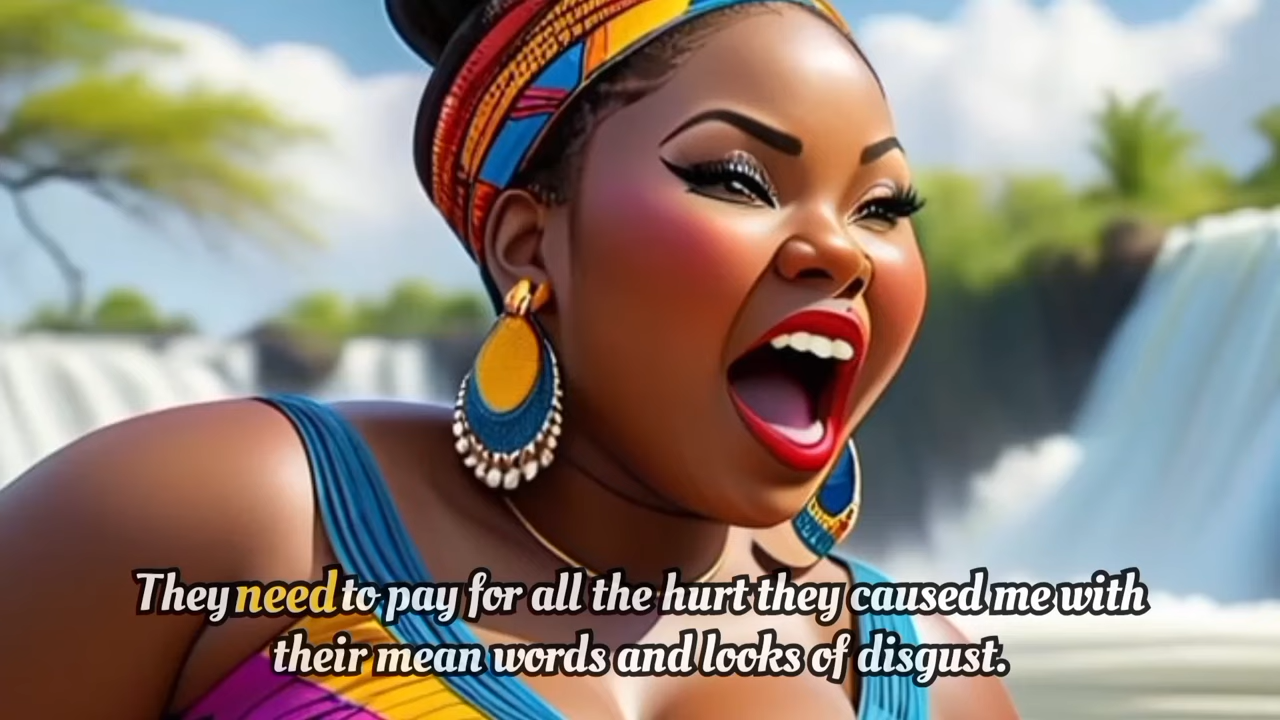 They need to pay for all the hurt they caused me with
their mean words and looks of disgust.